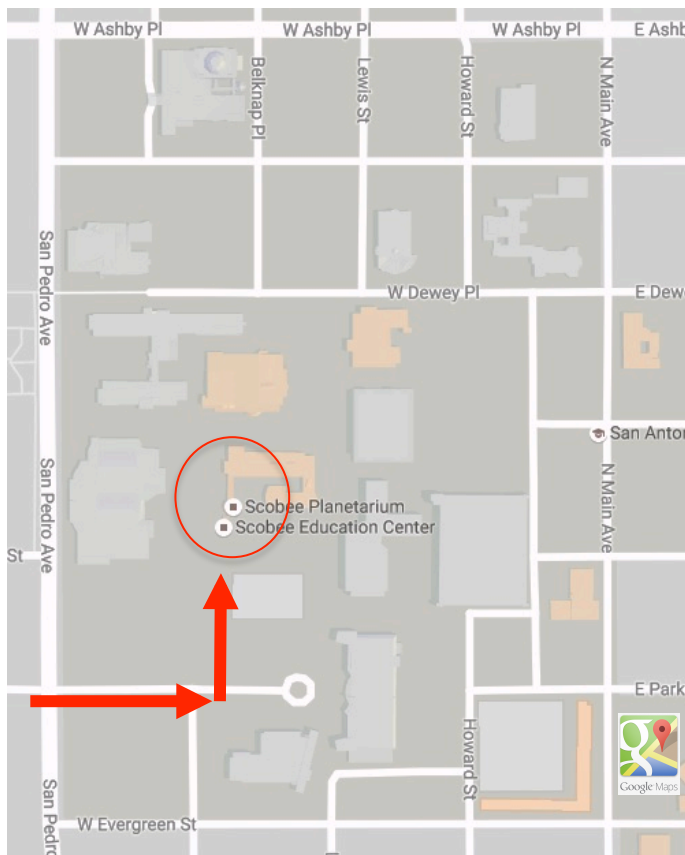 W Ashby Pl
W Ashby Pl
W Ashby Pl
E Ashb
Belknap Pl
Lewis St
Howard St
N Main Ave
San Pedro Ave
W Dewey Pl
E Dewe
San Anton
San Pedro Ave
N Main Ave
Scobee Planetarium
Scobee Education Center
St
E Park
Howard St
Google Maps
San Pedro
W Evergreen St